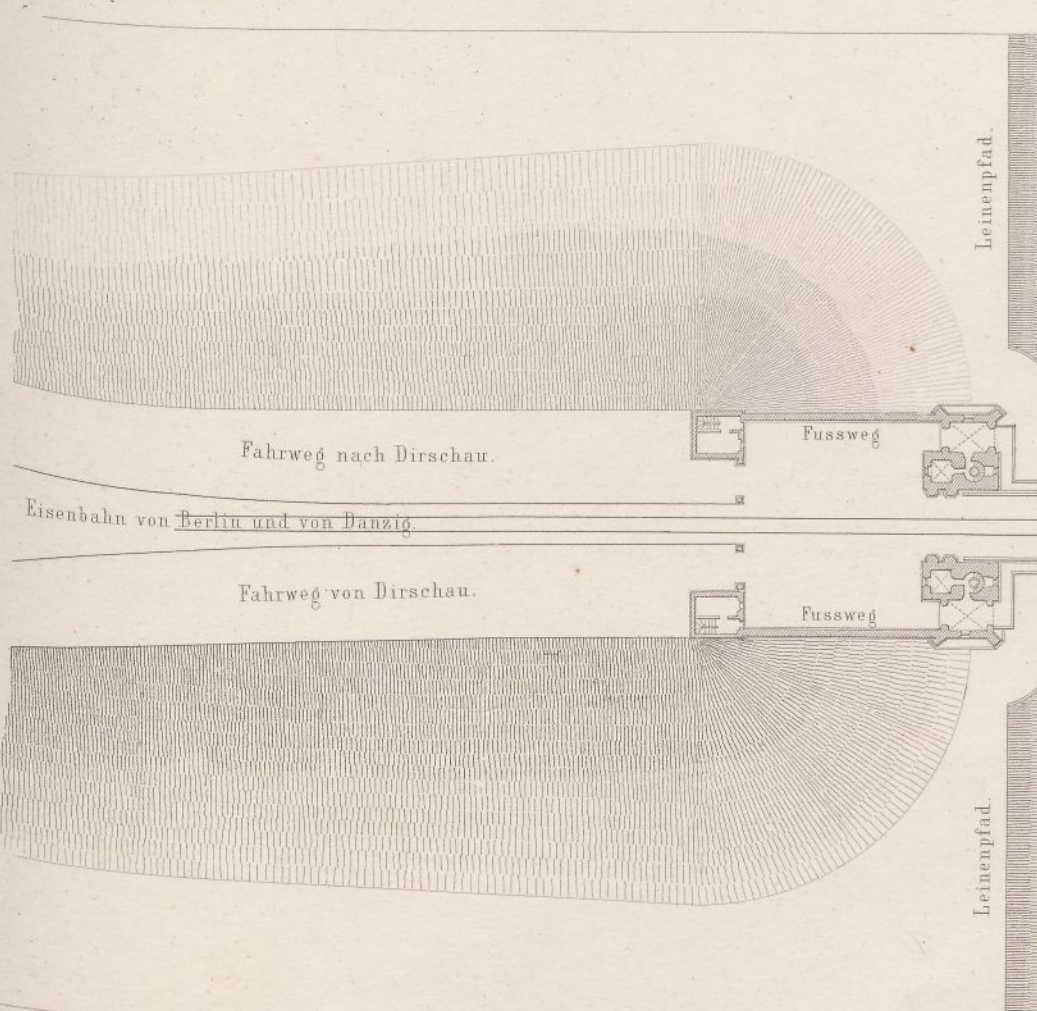 Leinenpfad.
Fussweg
Fahrweg nach Dirschau.
Eisenbahn von Berlin und von Danzig.
Fahrweg von Dirschau.
Fussweg
Leinenpfad.